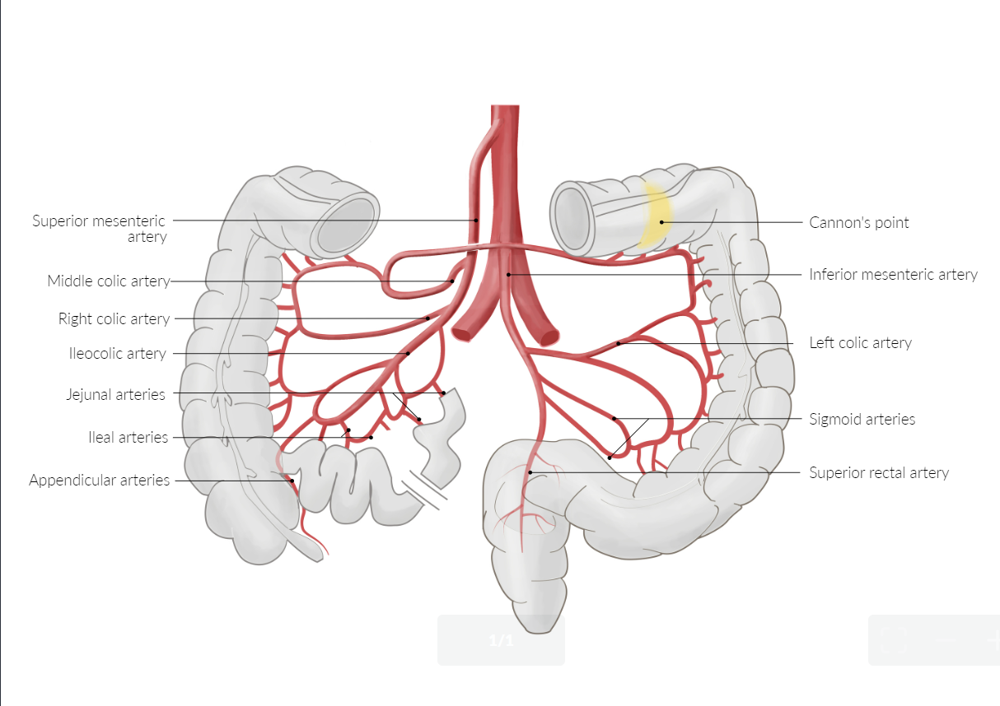 Superior mesenteric
artery
Middle colic artery
Right colic artery
Ileocolic artery
Jejunal arteries
Ileal arteries
Appendicular arteries
Cannon's point
Inferior mesenteric artery
Left colic artery
Sigmoid arteries
Superior rectal artery
1/1